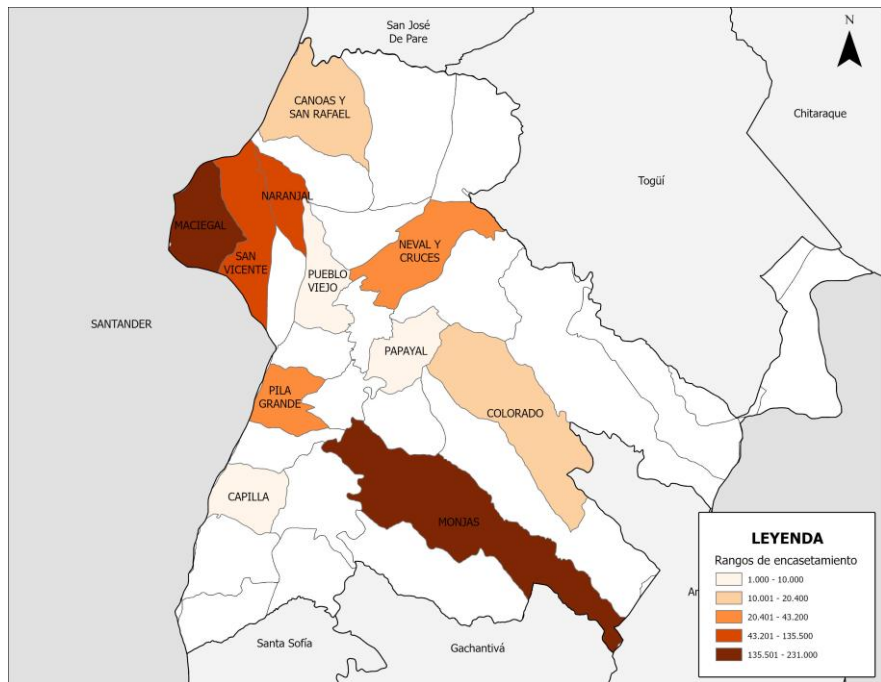 San José
De Pare
N
CANOAS Y
SAN RAFAEL
Chitaraque
Togüí
NARANJAL
MACIEGAL
NEVAL Y
CRUCES
SAN
VICENTE
PUEBLO
VIEJO
SANTANDER
PAPAYAL
PILA
GRANDE
COLORADO
CAPILLA
MONJAS
LEYENDA
Rangos de encasetamiento
1.000 - 10.000
10.001 - 20.400
20.401 - 43.200
43.201 - 135.500
135.501 - 231.000
Santa Sofía
Gachantivá